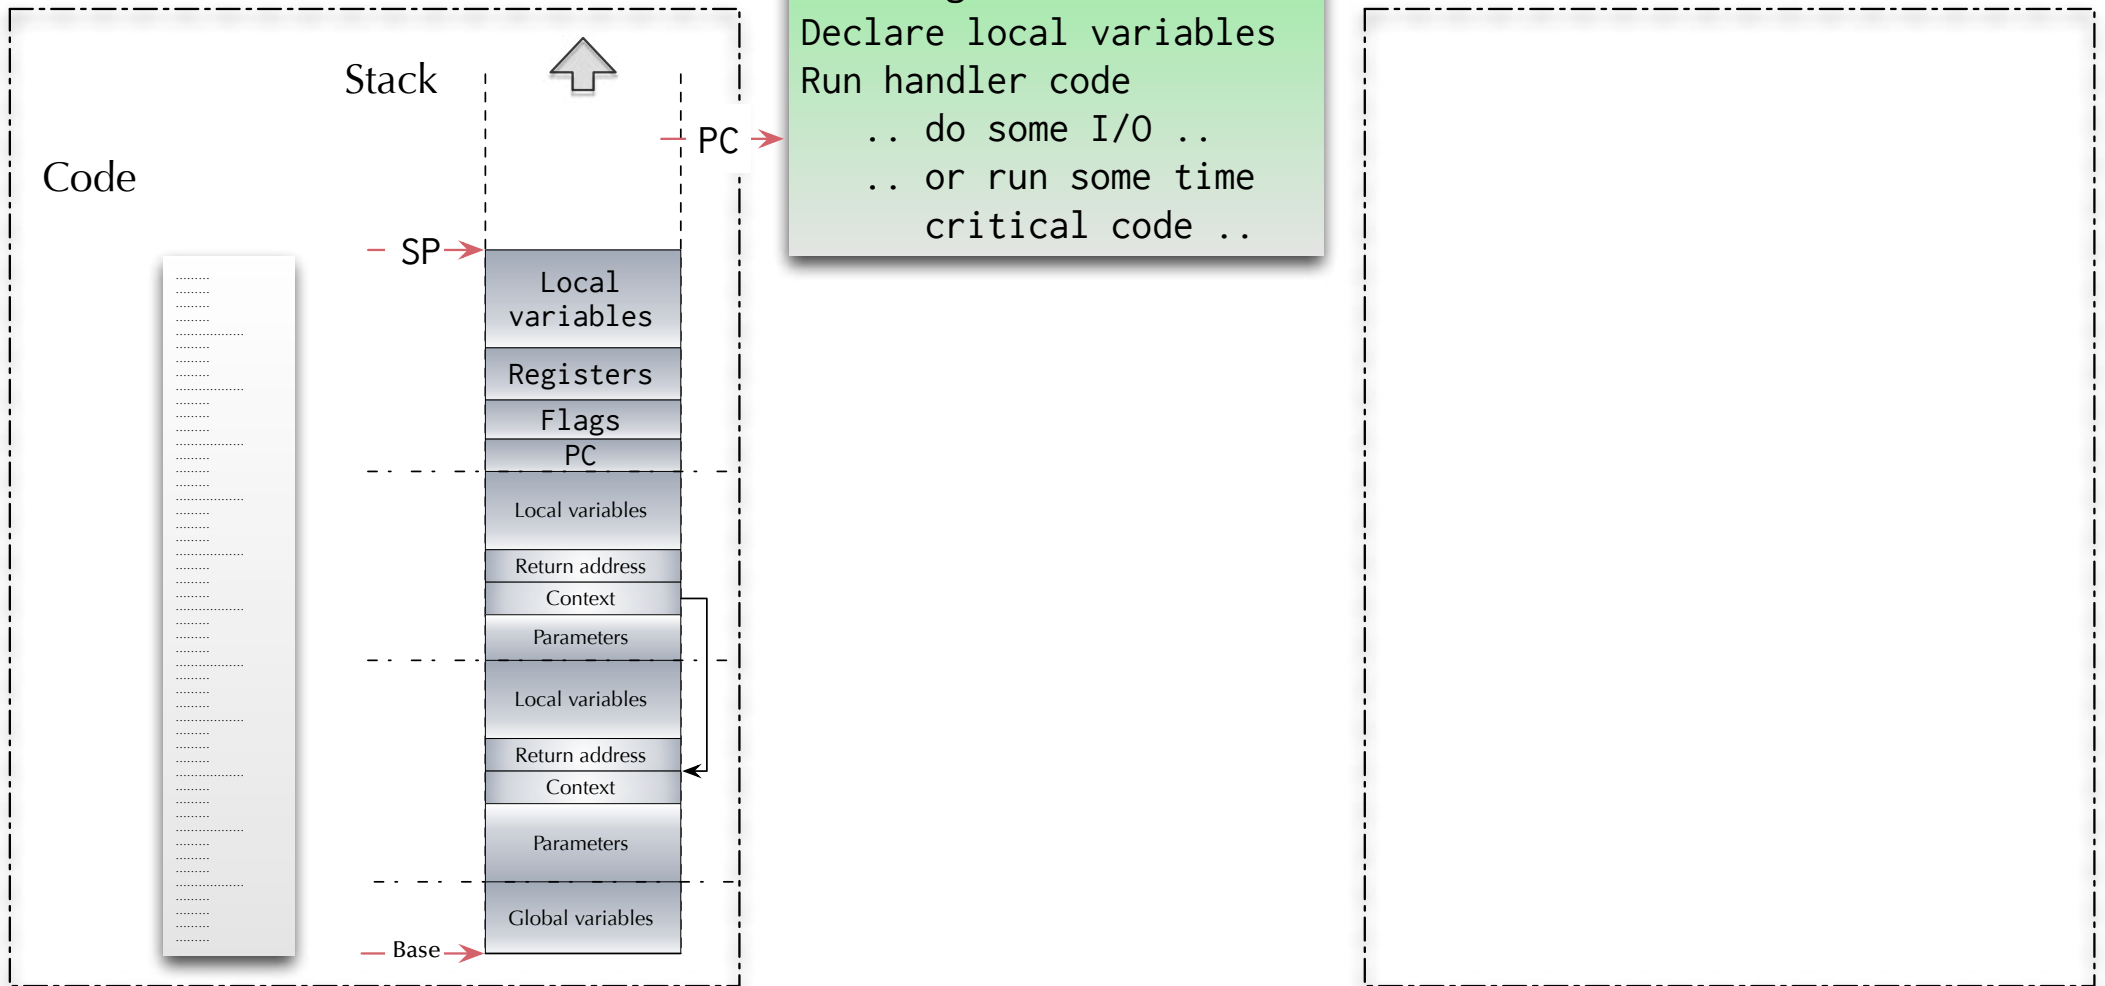 Declare local variables
Run handler code
.. do some I/O ..
.. or run some time
critical code ..
Stack
PC
Code
SP
Local
variables
Registers
Flags
PC
Local variables
Return address
Context
Parameters
Local variables
Return address
Context
Parameters
Global variables
Base